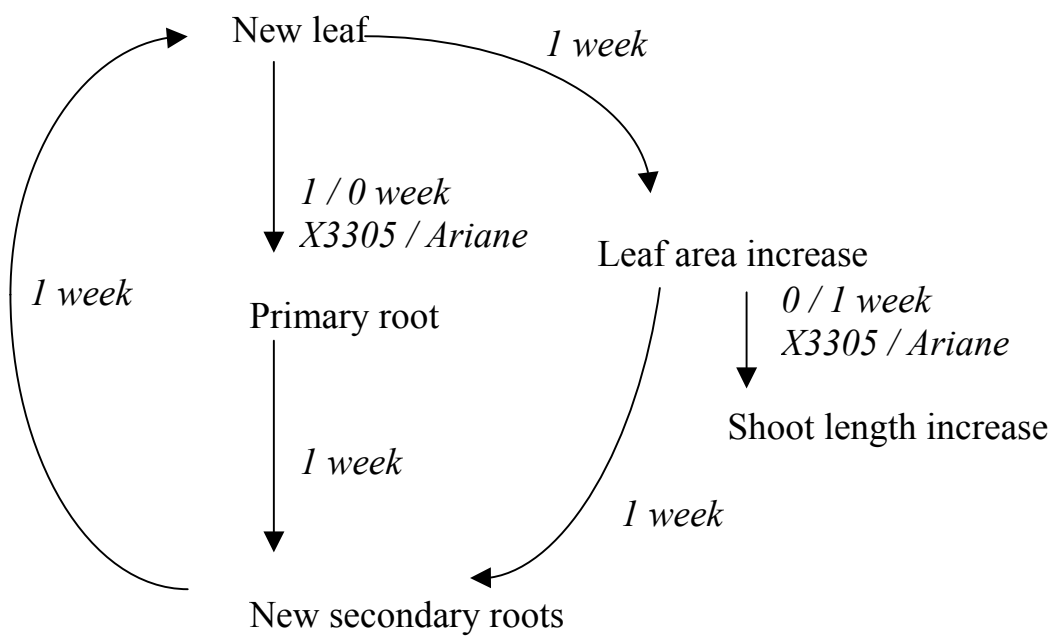 New leaf
1 week
1 / 0 week
X3305 / Ariane
Leaf area increase
1 week
0 / 1 week
Primary root
X3305 / Ariane
Shoot length increase
1 week
1 week
New secondary roots